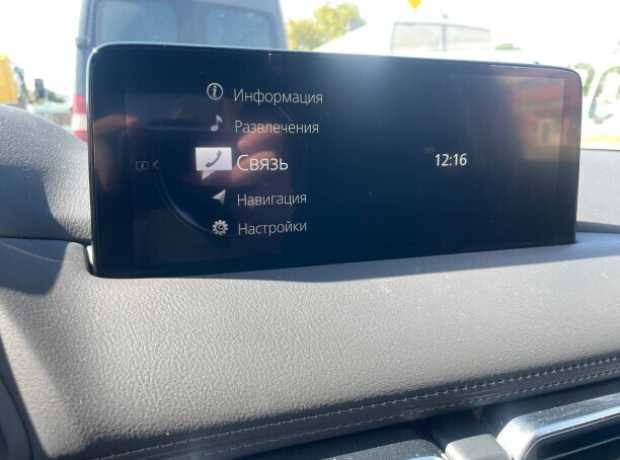 Информация
Развлечения
Связь
12:16
Навигация
Настройки